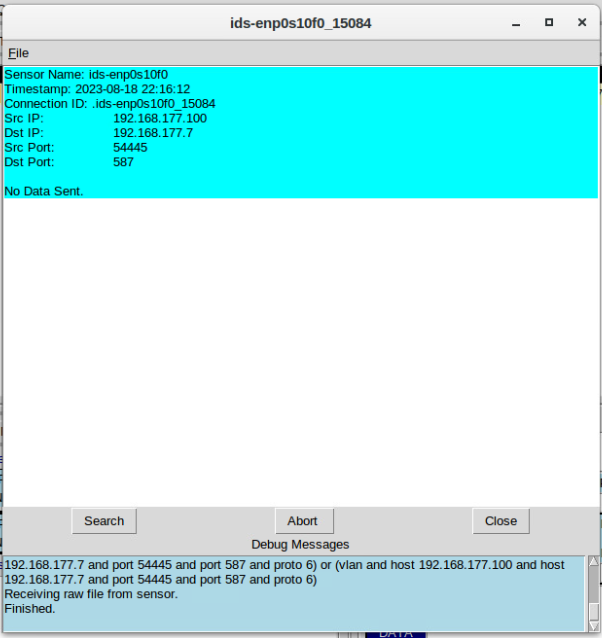 ids-enp0s10f0_15084
File
Sensor Name: ids-enp0s10f0
Timestamp: 2023-08-18 22:16:12
Connection ID: .ids-enp0s10f0_15084
Src IP: 192.168.177.100
Dst IP: 192.168.177.7
Src Port: 54445
Dst Port: 587
No Data Sent.
Search Abort Close
Debug Messages
192.168.177.7 and port 54445 and port 587 and proto 6) or (vlan and host 192.168.177.100 and host
192.168.177.7 and port 54445 and port 587 and proto 6)
Receiving raw file from sensor.
Finished.
DATA